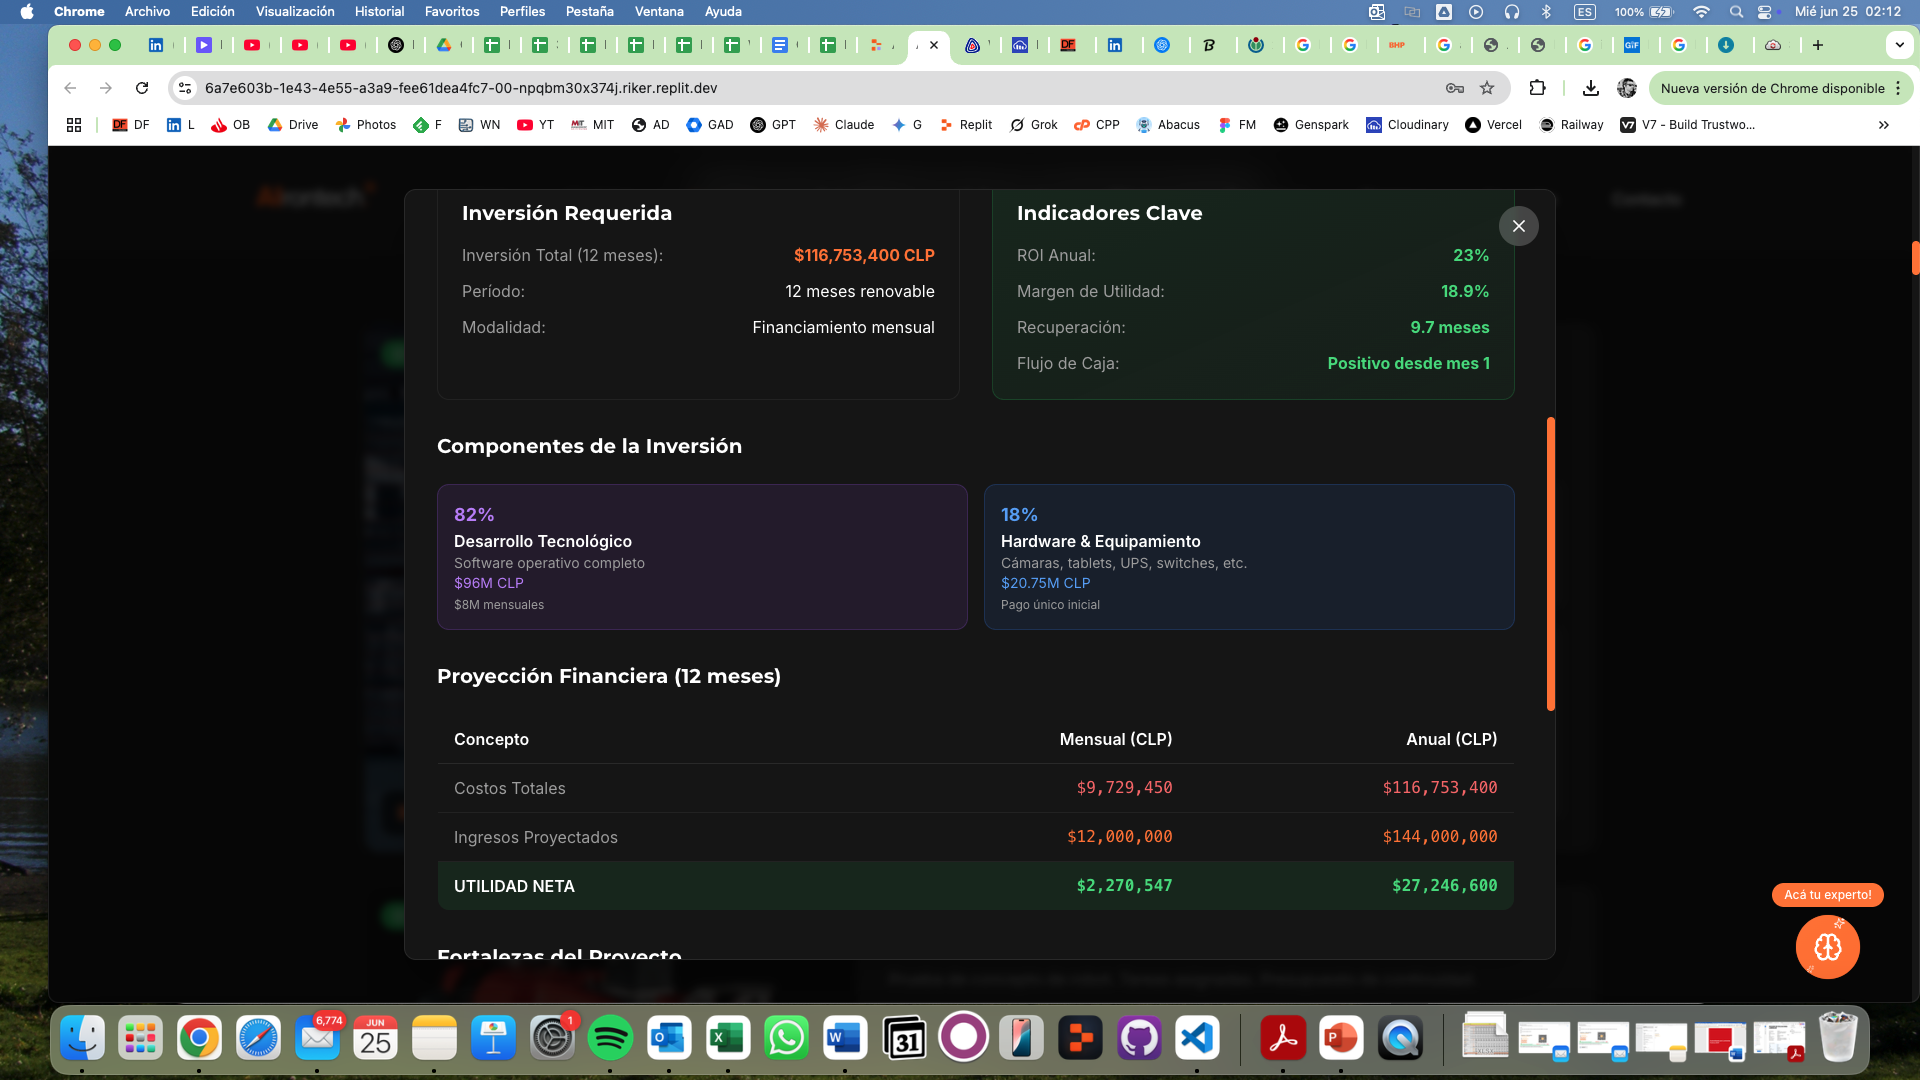 Chrome Archivo Edición Visualización Historial Favoritos Perfiles Pestaña Ventana Ayuda
ES 100% Mié jun 25 02:12
6a7e603b-1e43-4e55-a3a9-fee61dea4fc7-00-npqbm30x374j.riker.replit.dev
Nueva versión de Chrome disponible
DF L OB Drive Photos F WN YT MIT AD GAD GPT Claude G Replit Grok CPP Abacus FM Genspark Cloudinary Vercel Railway V7 - Build Trustwo...
Inversión Requerida
Inversión Total (12 meses): $116,753,400 CLP
Período: 12 meses renovable
Modalidad: Financiamiento mensual
Indicadores Clave
ROI Anual: 23%
Margen de Utilidad: 18.9%
Recuperación: 9.7 meses
Flujo de Caja: Positivo desde mes 1
Componentes de la Inversión
82%
Desarrollo Tecnológico
Software operativo completo
$96M CLP
$8M mensuales
18%
Hardware & Equipamiento
Cámaras, tablets, UPS, switches, etc.
$20.75M CLP
Pago único inicial
Proyección Financiera (12 meses)
Concepto Mensual (CLP) Anual (CLP)
Costos Totales $9,729,450 $116,753,400
Ingresos Proyectados $12,000,000 $144,000,000
UTILIDAD NETA $2,270,547 $27,246,600
Fortalezas del Proyecto
Acá tu experto!
6,774
JUN
25
1
31